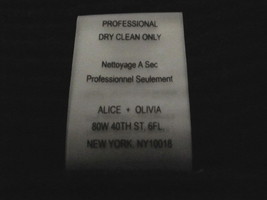 PROFESSIONAL
DRY CLEAN ONLY
Nettoyage A Sec
Professionnel Seulement
ALICE + OLIVIA
80W 40TH ST, 6FL.
NEW YORK, NY10018